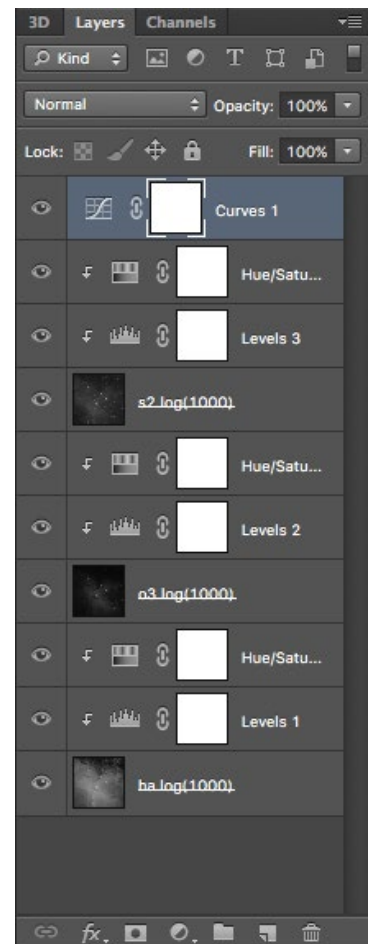 3D Layers Channels
Kind
Normal Opacity: 100%
Lock: Fill: 100%
Curves 1
Hue/Satu...
Levels 3
s2.log(1000)
Hue/Satu...
Levels 2
o3.log(1000)
Hue/Satu...
Levels 1
ha.log(1000)
fx